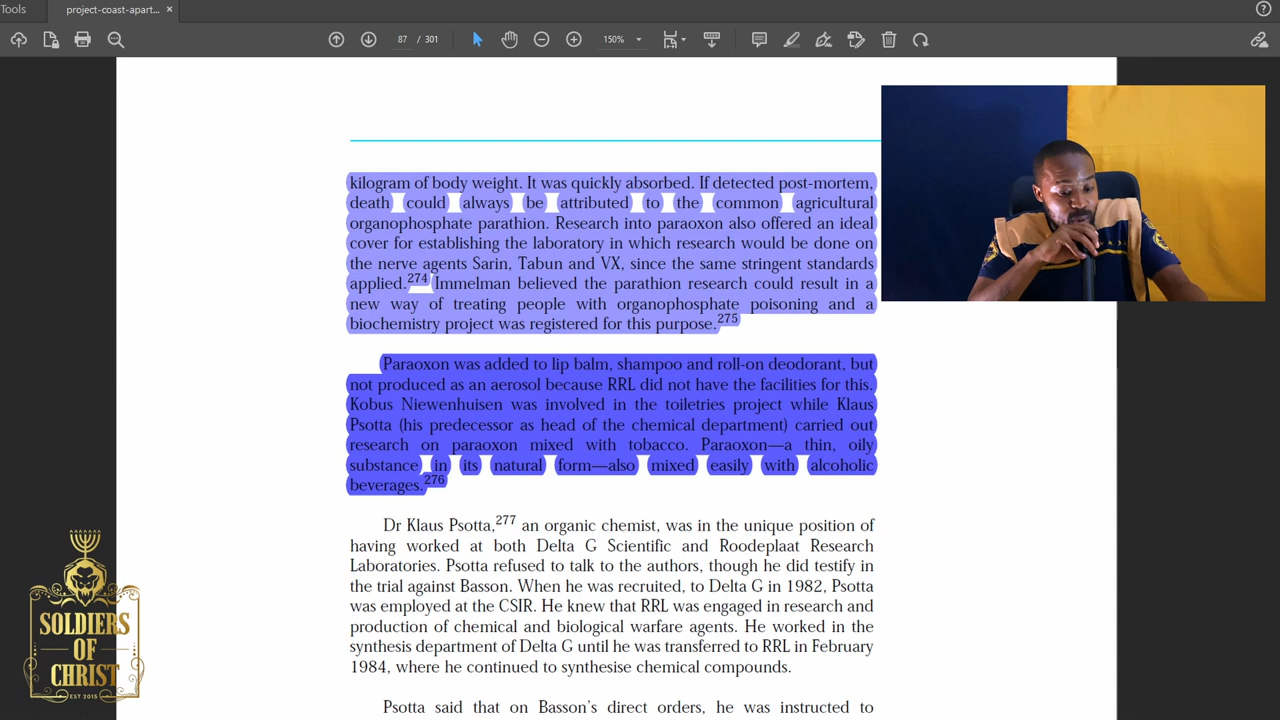 Tools
project-coast-apart... ×
87 / 301
150%
kilogram of body weight. It was quickly absorbed. If detected post-mortem,
death could always be attributed to the common agricultural
organophosphate parathion. Research into paraoxon also offered an ideal
cover for establishing the laboratory in which research would be done on
the nerve agents Sarin, Tabun and VX, since the same stringent standards
applied.274 Immelman believed the parathion research could result in a
new way of treating people with organophosphate poisoning and a
biochemistry project was registered for this purpose.275
Paraoxon was added to lip balm, shampoo and roll-on deodorant, but
not produced as an aerosol because RRL did not have the facilities for this.
Kobus Niewenhuisen was involved in the toiletries project while Klaus
Psotta (his predecessor as head of the chemical department) carried out
research on paraoxon mixed with tobacco. Paraoxon—a thin, oily
substance in its natural form—also mixed easily with alcoholic
beverages.276
Dr Klaus Psotta,277 an organic chemist, was in the unique position of
having worked at both Delta G Scientific and Roodeplaat Research
Laboratories. Psotta refused to talk to the authors, though he did testify in
the trial against Basson. When he was recruited, to Delta G in 1982, Psotta
was employed at the CSIR. He knew that RRL was engaged in research and
production of chemical and biological warfare agents. He worked in the
synthesis department of Delta G until he was transferred to RRL in February
1984, where he continued to synthesise chemical compounds.
Psotta said that on Basson's direct orders, he was instructed to
SOLDIERS
OF
CHRIST
EST 2015